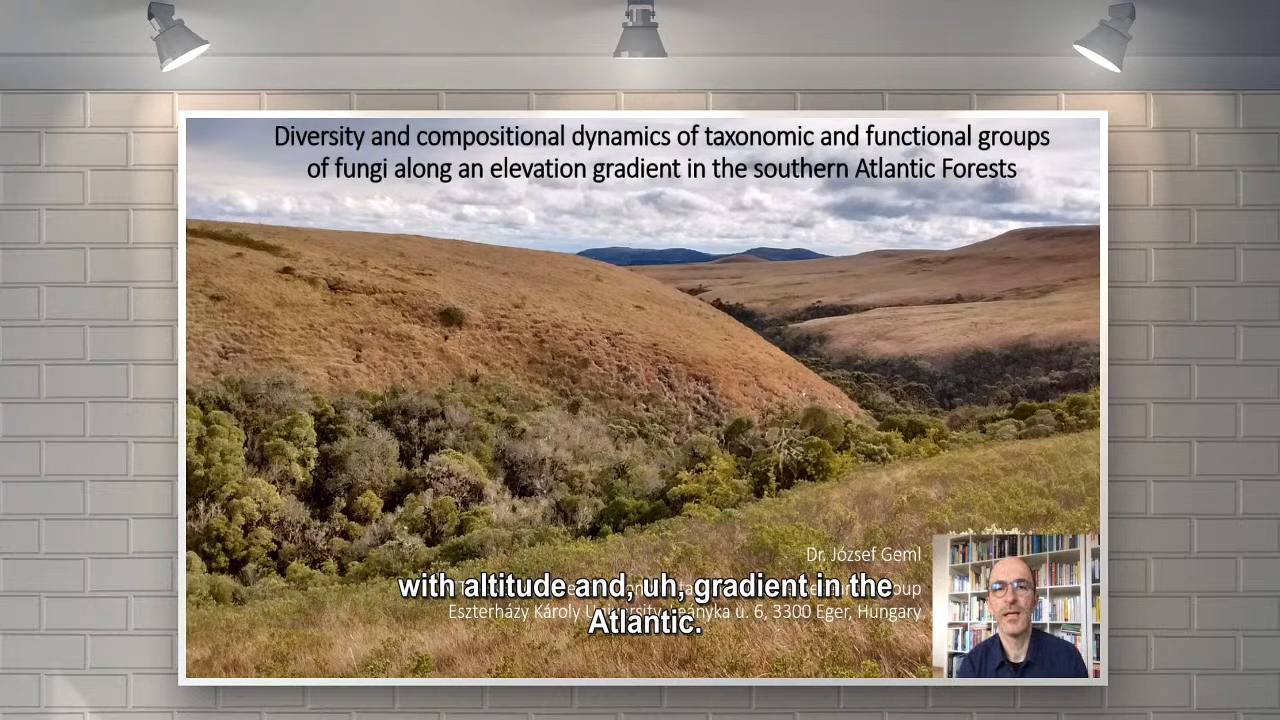 Diversity and compositional dynamics of taxonomic and functional groups
of fungi along an elevation gradient in the southern Atlantic Forests
Dr. József Geml
with altitude and, uh, gradient in the
Eszterházy Károly u. 6, 3300 Eger, Hungary
Atlantic.